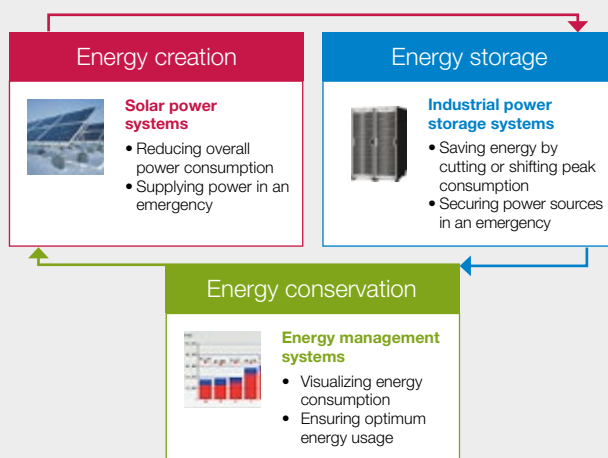 Energy creation
Solar power
systems
• Reducing overall
power consumption
• Supplying power in an
emergency
Energy storage
Industrial power
storage systems
• Saving energy by
cutting or shifting peak
consumption
• Securing power sources
in an emergency
Energy conservation
Energy management
systems
• Visualizing energy
consumption
• Ensuring optimum
energy usage